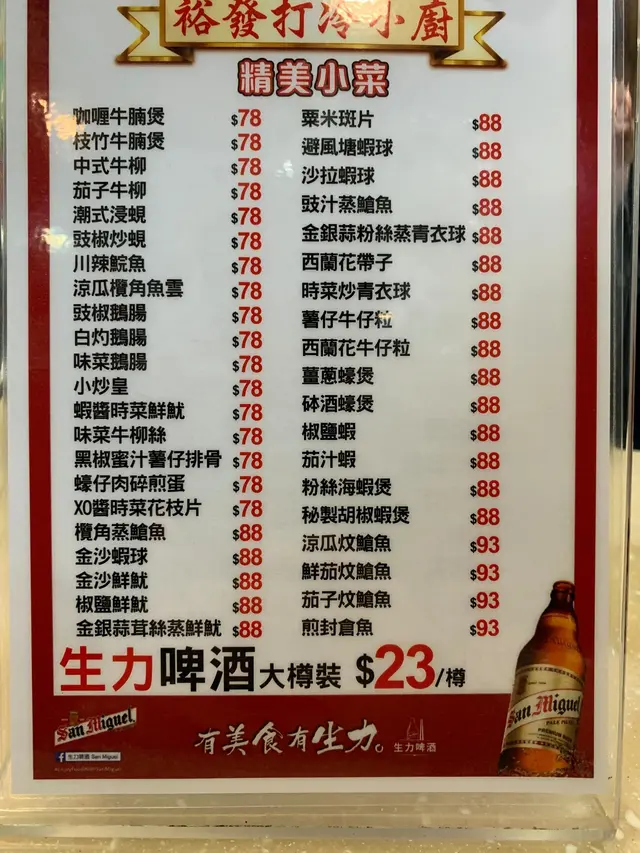 裕發打冷小廚
精美小菜
咖喱牛腩煲 $78
枝竹牛腩煲 $78
中式牛柳 $78
茄子牛柳 $78
潮式浸蜆 $78
豉椒炒蜆 $78
川辣鯇魚 $78
涼瓜欖角魚雲 $78
豉椒鵝腸 $78
白灼鵝腸 $78
味菜鵝腸 $78
小炒皇 $78
蝦醬時菜鮮魷 $78
味菜牛柳絲 $78
黑椒蜜汁薯仔排骨 $78
蠔仔肉碎煎蛋 $78
XO醬時菜花枝片 $78
欖角蒸鱠魚 $88
金沙蝦球 $88
金沙鮮魷 $88
椒鹽鮮魷 $88
金銀蒜茸絲蒸鮮魷 $88
粟米斑片 $88
避風塘蝦球 $88
沙拉蝦球 $88
豉汁蒸鱠魚 $88
金銀蒜粉絲蒸青衣球 $88
西蘭花帶子 $88
時菜炒青衣球 $88
薯仔牛仔粒 $88
西蘭花牛仔粒 $88
薑蔥蠔煲 $88
砵酒蠔煲 $88
椒鹽蝦 $88
茄汁蝦 $88
粉絲海蝦煲 $88
秘製胡椒蝦煲 $88
涼瓜炆鱠魚 $93
鮮茄炆鱠魚 $93
茄子炆鱠魚 $93
煎封倉魚 $93
生力啤酒大樽裝 $23/樽
San Miguel
有美食有生力。
生力啤酒
生力啤酒 San Miguel
San Miguel
PALE PILSEN